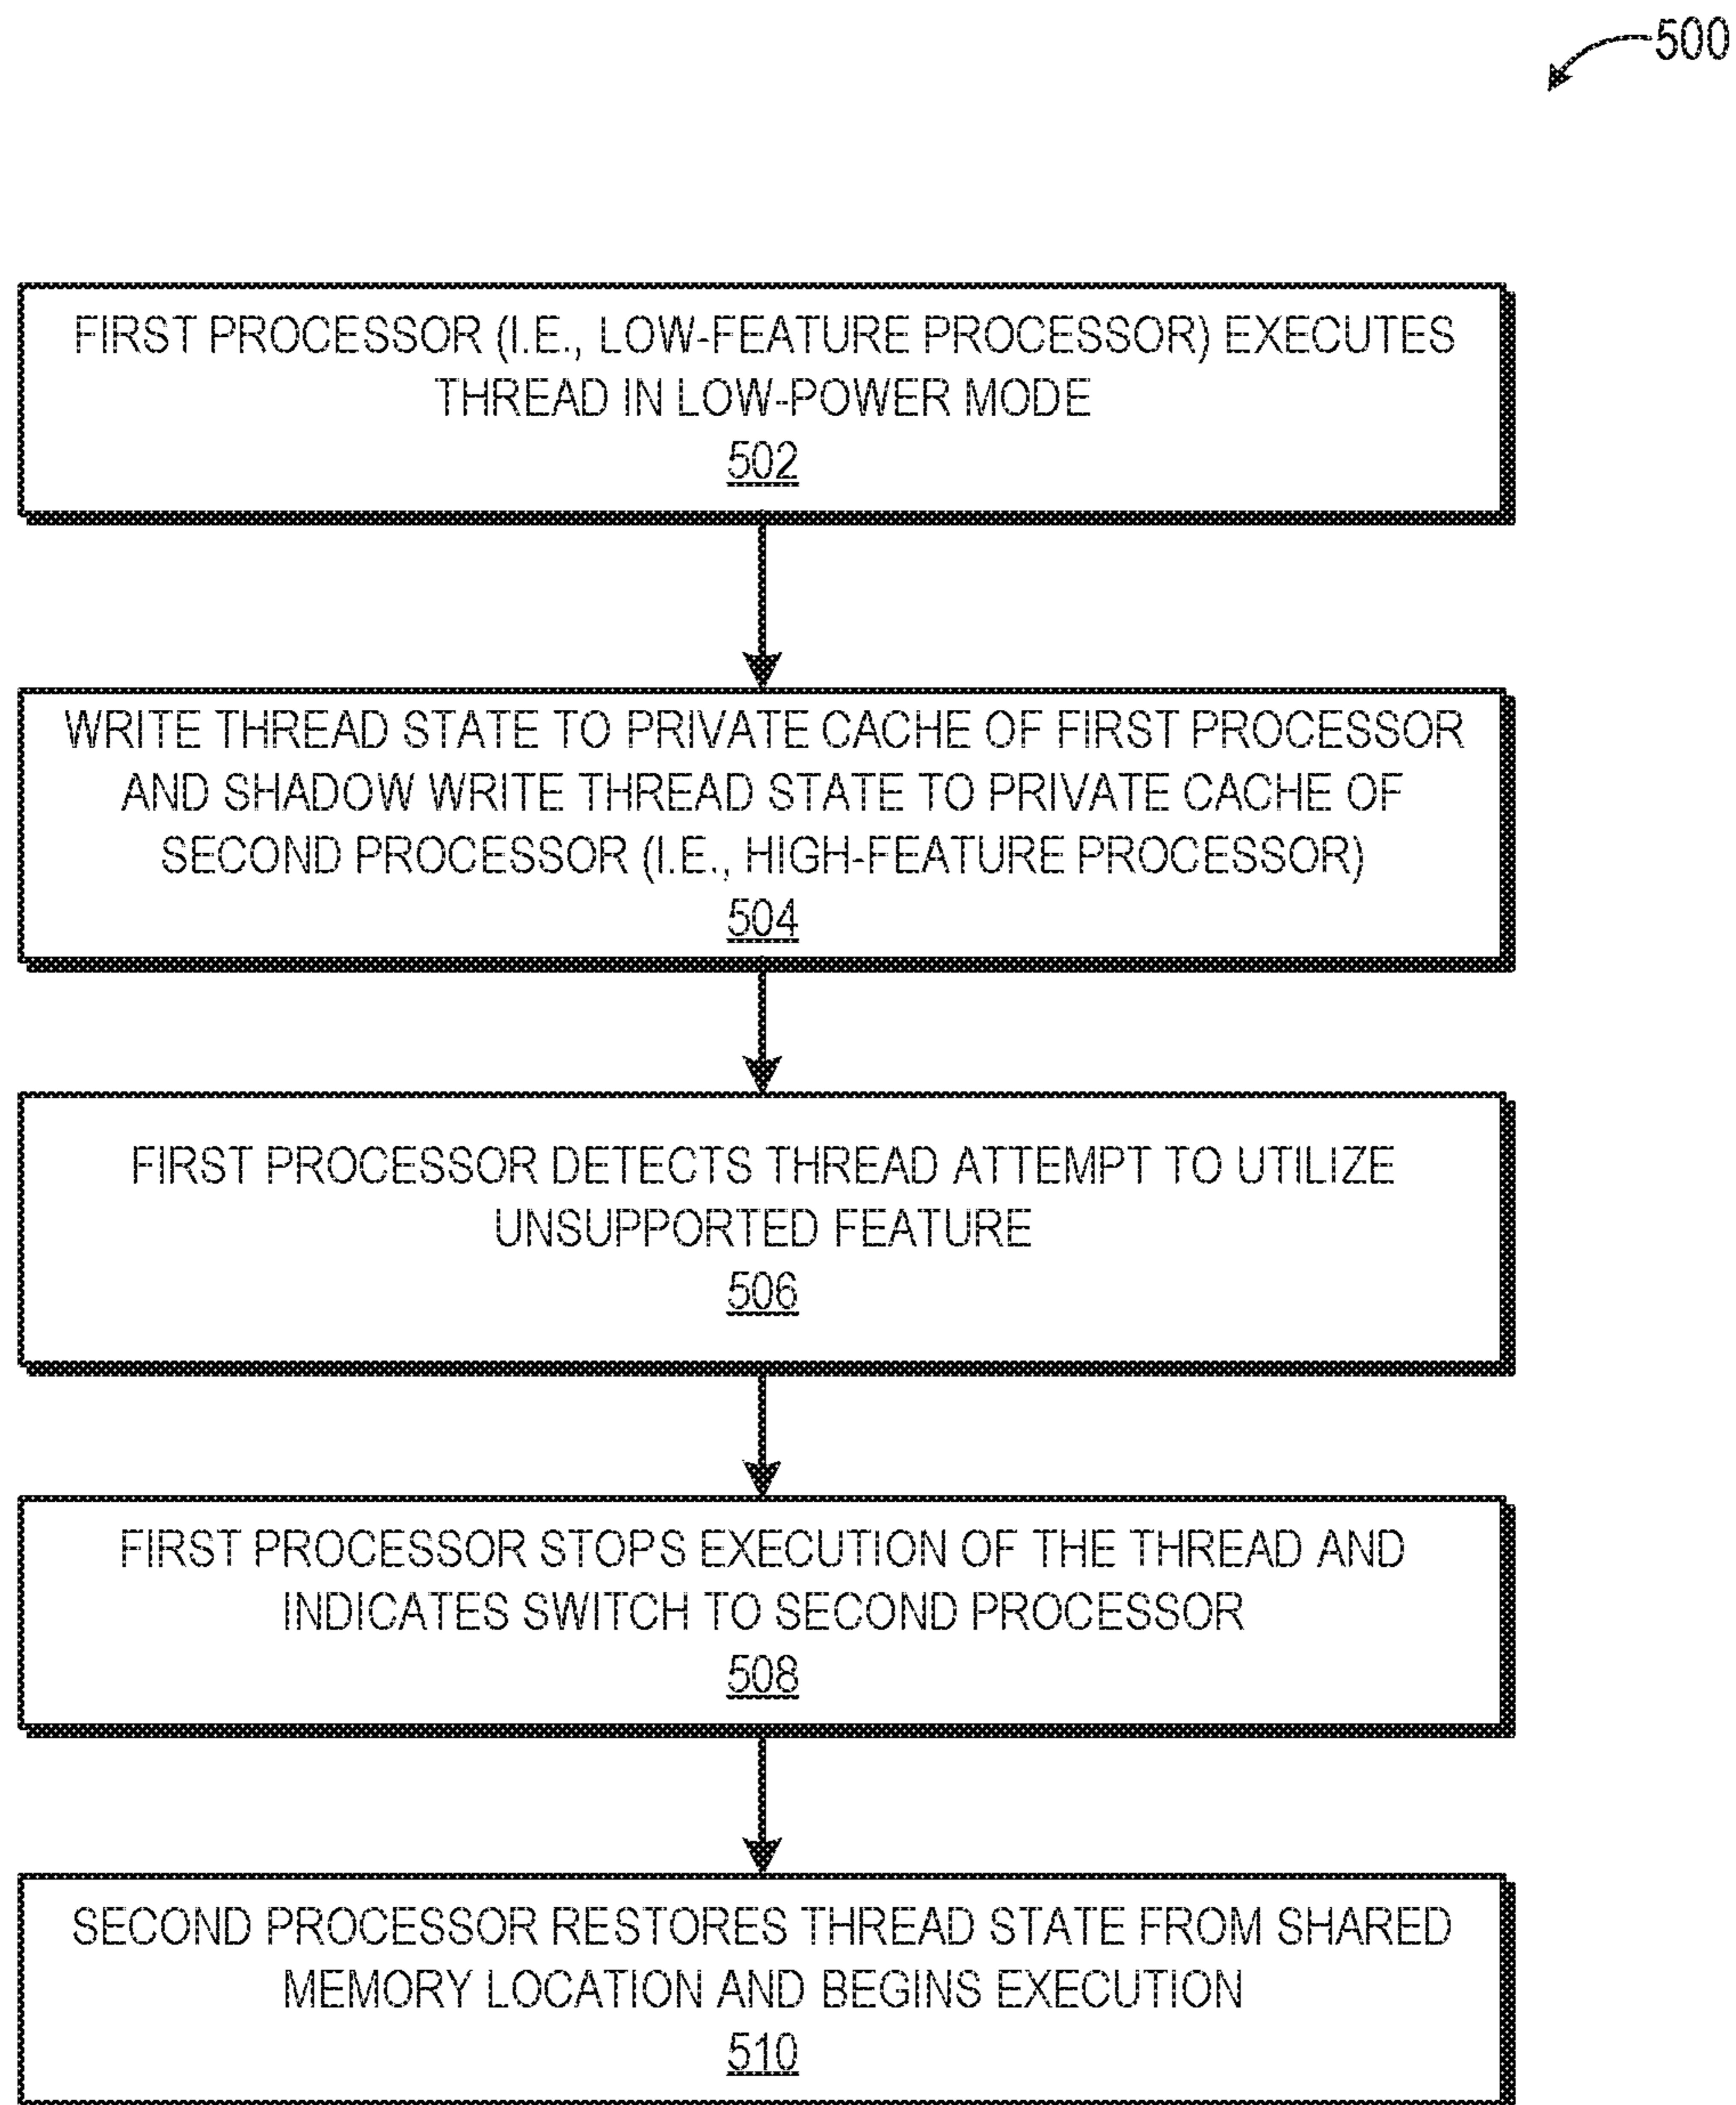 500
FIRST PROCESSOR (I.E., LOW-FEATURE PROCESSOR) EXECUTES
THREAD IN LOW-POWER MODE
502
WRITE THREAD STATE TO PRIVATE CACHE OF FIRST PROCESSOR
AND SHADOW WRITE THREAD STATE TO PRIVATE CACHE OF
SECOND PROCESSOR (I.E., HIGH-FEATURE PROCESSOR)
504
FIRST PROCESSOR DETECTS THREAD ATTEMPT TO UTILIZE
UNSUPPORTED FEATURE
506
FIRST PROCESSOR STOPS EXECUTION OF THE THREAD AND
INDICATES SWITCH TO SECOND PROCESSOR
508
SECOND PROCESSOR RESTORES THREAD STATE FROM SHARED
MEMORY LOCATION AND BEGINS EXECUTION
510